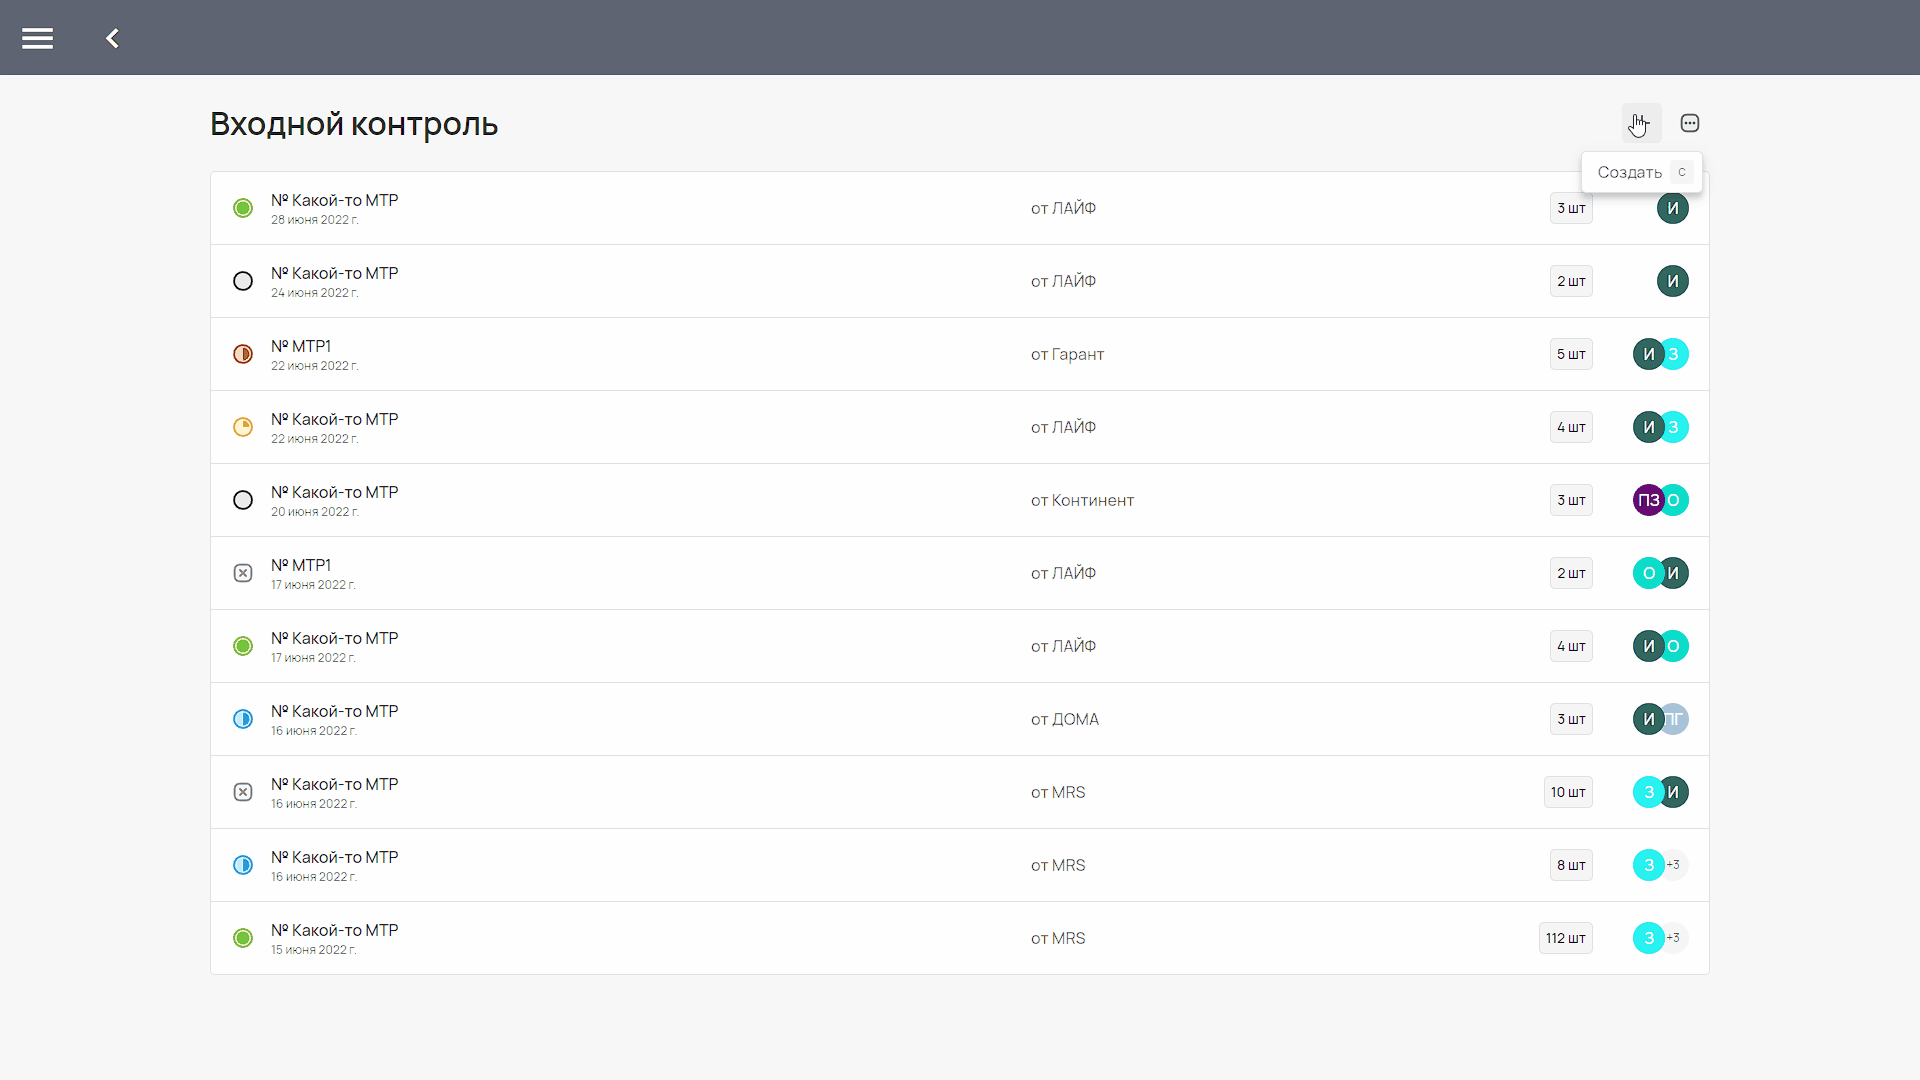 Входной контроль
Создать C
№ Какой-то МТР
28 июня 2022 г.
от ЛАЙФ
3 шт
И
№ Какой-то МТР
24 июня 2022 г.
от ЛАЙФ
2 шт
И
№ МТР1
22 июня 2022 г.
от Гарант
5 шт
И З
№ Какой-то МТР
22 июня 2022 г.
от ЛАЙФ
4 шт
И З
№ Какой-то МТР
20 июня 2022 г.
от Континент
3 шт
ПЗ О
№ МТР1
17 июня 2022 г.
от ЛАЙФ
2 шт
О И
№ Какой-то МТР
17 июня 2022 г.
от ЛАЙФ
4 шт
И О
№ Какой-то МТР
16 июня 2022 г.
от ДОМА
3 шт
И
№ Какой-то МТР
16 июня 2022 г.
от MRS
10 шт
З И
№ Какой-то МТР
16 июня 2022 г.
от MRS
8 шт
З +3
№ Какой-то МТР
15 июня 2022 г.
от MRS
112 шт
З +3